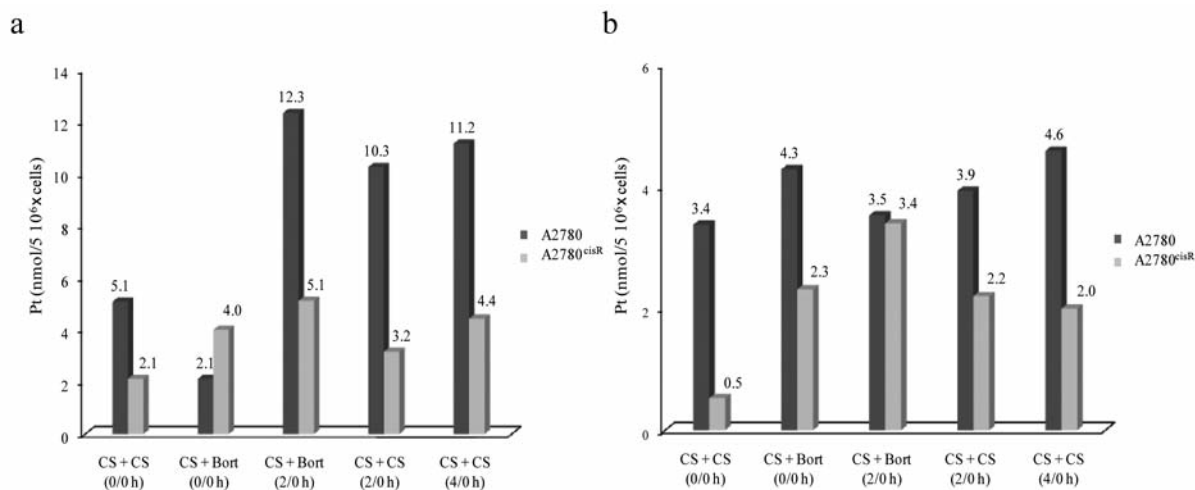 a
Pt (nmol/5 10⁶x cells)
14
12
10
8
6
4
2
0
5.1
2.1
2.1
4.0
12.3
5.1
10.3
3.2
11.2
4.4
CS + CS
(0/0 h)
CS + Bort
(0/0 h)
CS + Bort
(2/0 h)
CS + CS
(2/0 h)
CS + CS
(4/0 h)
A2780
A2780cisR
b
Pt (nmol/5 10⁶x cells)
6
4
2
0
3.4
0.5
4.3
2.3
3.5
3.4
3.9
2.2
4.6
2.0
CS + CS
(0/0 h)
CS + Bort
(0/0 h)
CS + Bort
(2/0 h)
CS + CS
(2/0 h)
CS + CS
(4/0 h)
A2780
A2780cisR